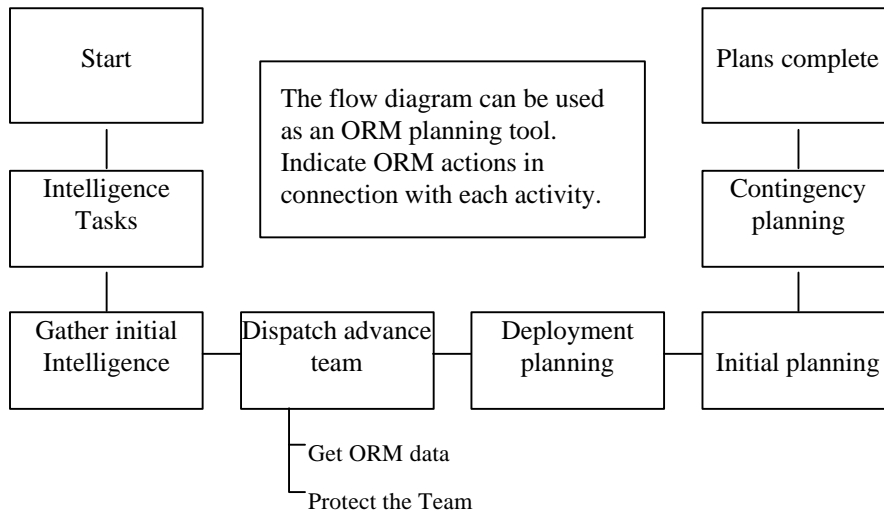 Start
Plans complete
The flow diagram can be used
as an ORM planning tool.
Indicate ORM actions in
connection with each activity.
Intelligence
Tasks
Contingency
planning
Gather initial
Intelligence
Dispatch advance
team
Deployment
planning
Initial planning
Get ORM data
Protect the Team